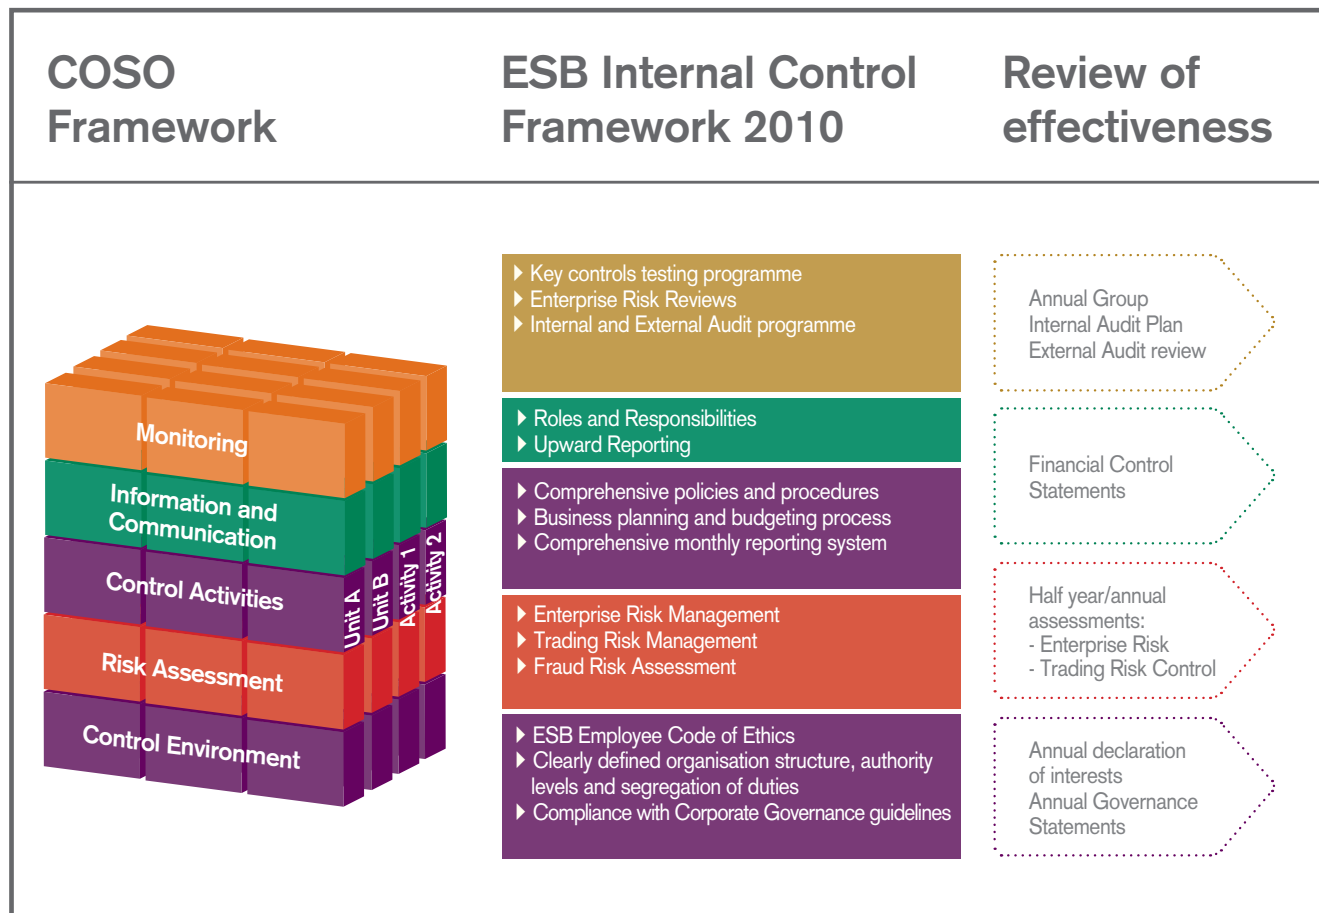 COSO
Framework
ESB Internal Control
Framework 2010
Review of
effectiveness
Monitoring
Information and
Communication
Control Activities
Risk Assessment
Control Environment
Unit A
Unit B
Activity 1
Activity 2
Key controls testing programme
Enterprise Risk Reviews
Internal and External Audit programme
Roles and Responsibilities
Upward Reporting
Comprehensive policies and procedures
Business planning and budgeting process
Comprehensive monthly reporting system
Enterprise Risk Management
Trading Risk Management
Fraud Risk Assessment
ESB Employee Code of Ethics
Clearly defined organisation structure, authority
levels and segregation of duties
Compliance with Corporate Governance guidelines
Annual Group
Internal Audit Plan
External Audit review
Financial Control
Statements
Half year/annual
assessments:
- Enterprise Risk
- Trading Risk Control
Annual declaration
of interests
Annual Governance
Statements